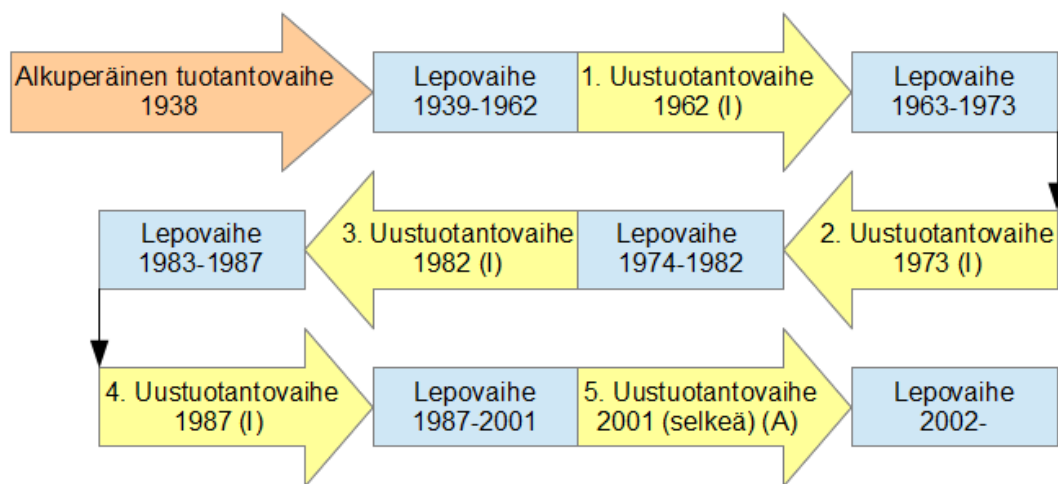 Alkuperäinen tuotantovaihe
1938
Lepovaihe
1939-1962
1. Uustuotantovaihe
1962 (I)
Lepovaihe
1963-1973
2. Uustuotantovaihe
1973 (I)
Lepovaihe
1974-1982
3. Uustuotantovaihe
1982 (I)
Lepovaihe
1983-1987
4. Uustuotantovaihe
1987 (I)
Lepovaihe
1987-2001
5. Uustuotantovaihe
2001 (selkeä) (A)
Lepovaihe
2002-